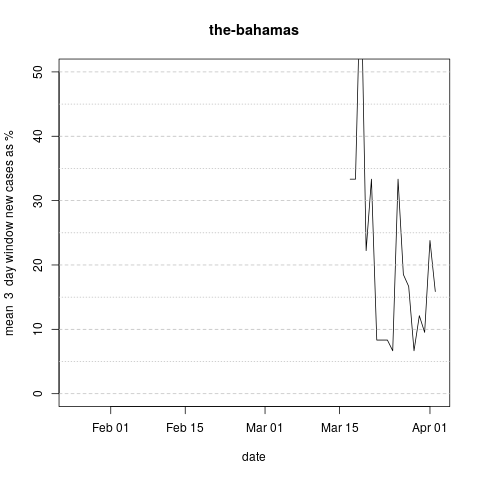 the-bahamas
mean 3 day window new cases as %
50
40
30
20
10
0
Feb 01
Feb 15
Mar 01
Mar 15
Apr 01
date